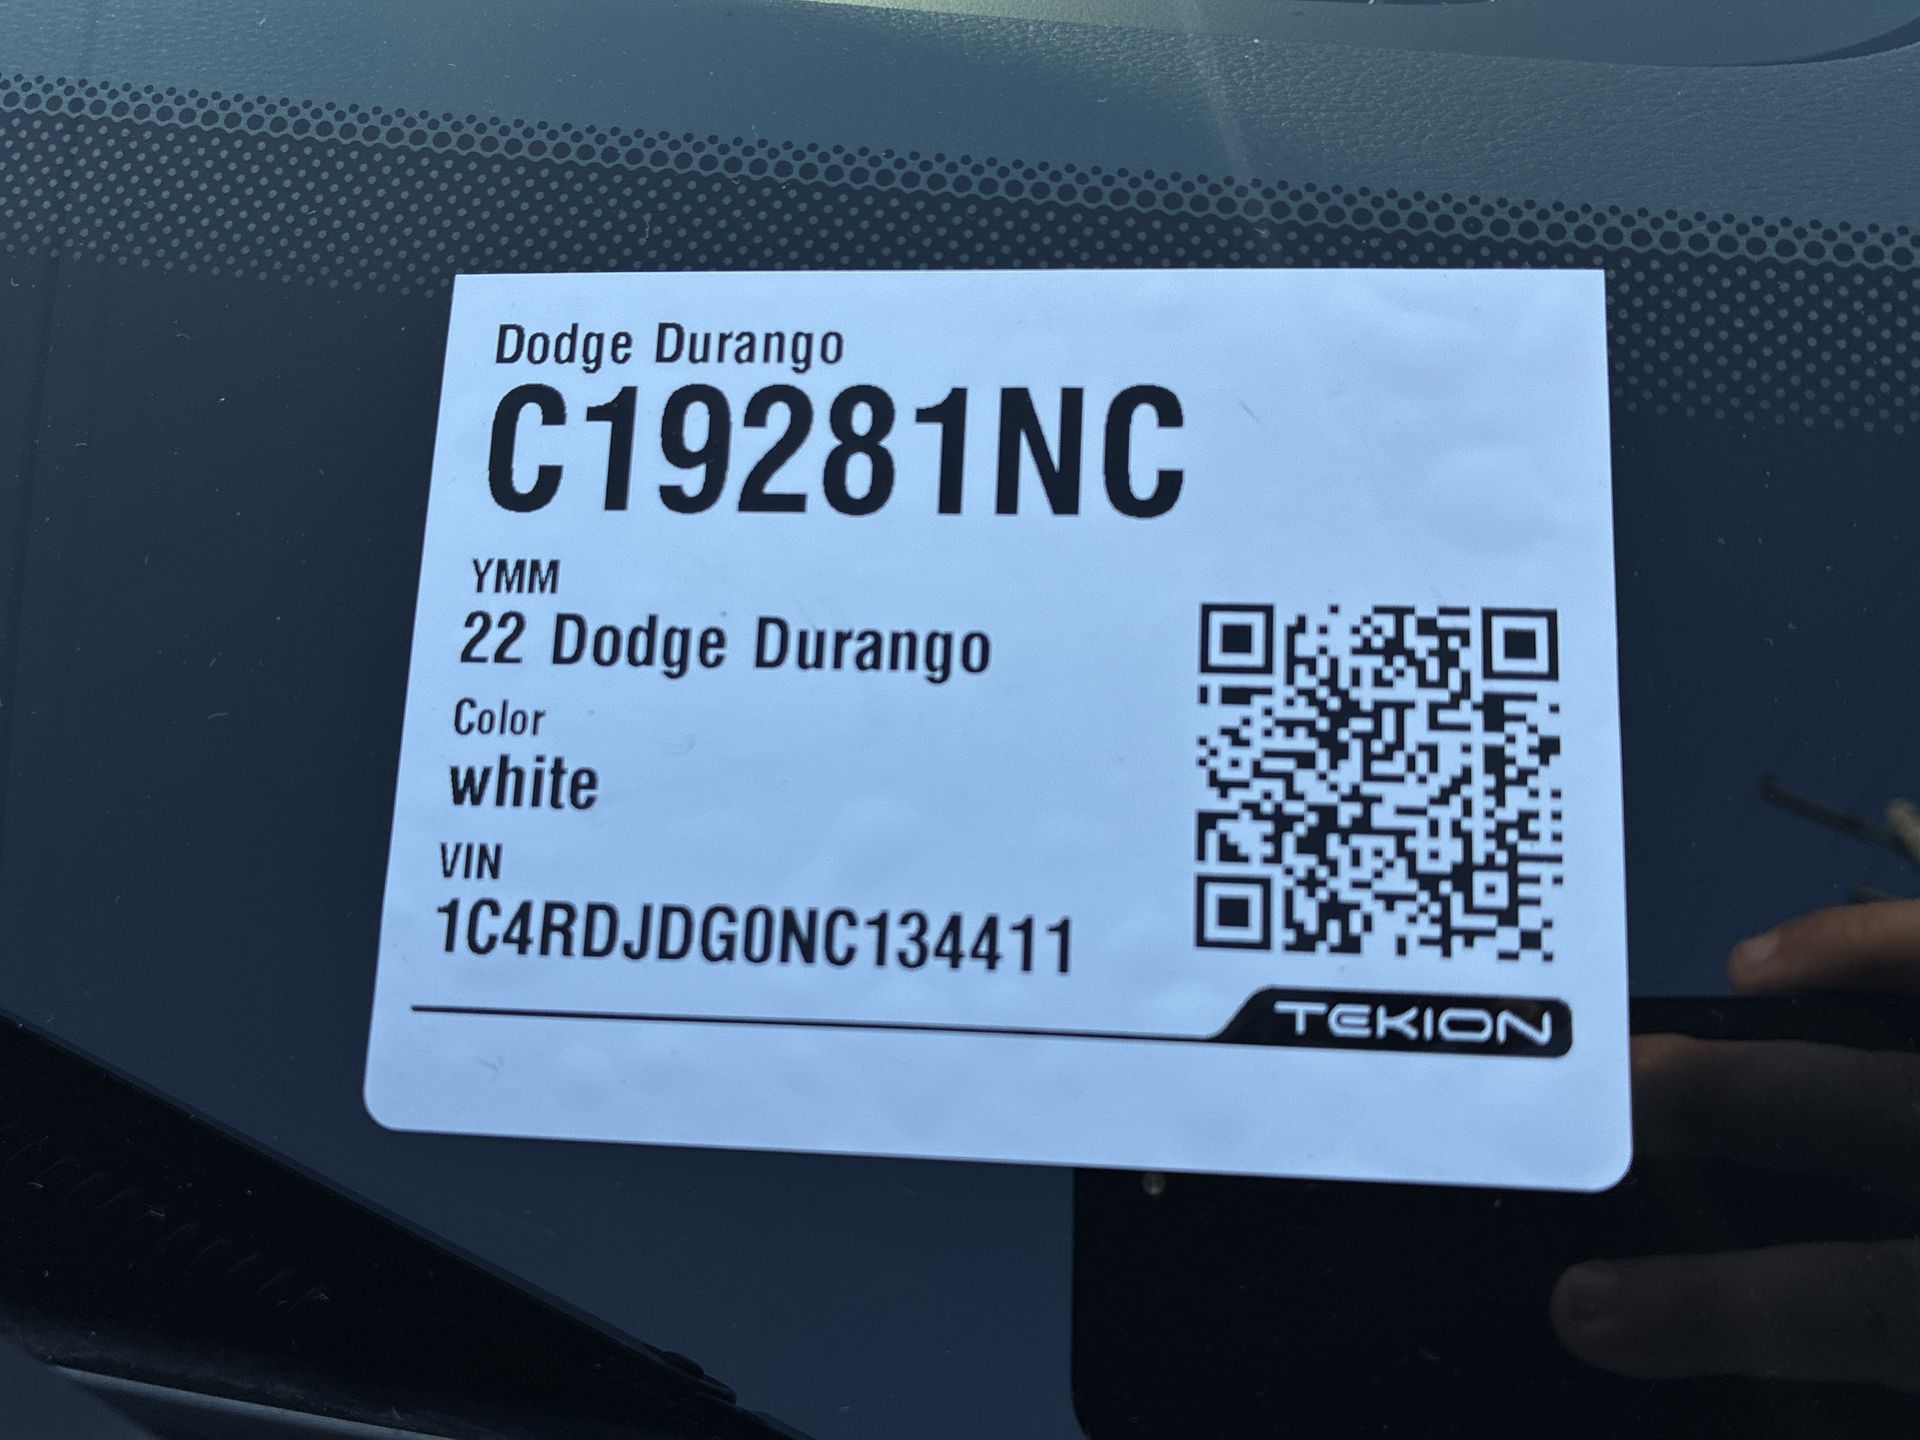 Dodge Durango
C19281NC
YMM
22 Dodge Durango
Color
white
VIN
1C4RDJDG0NC134411
TEKION